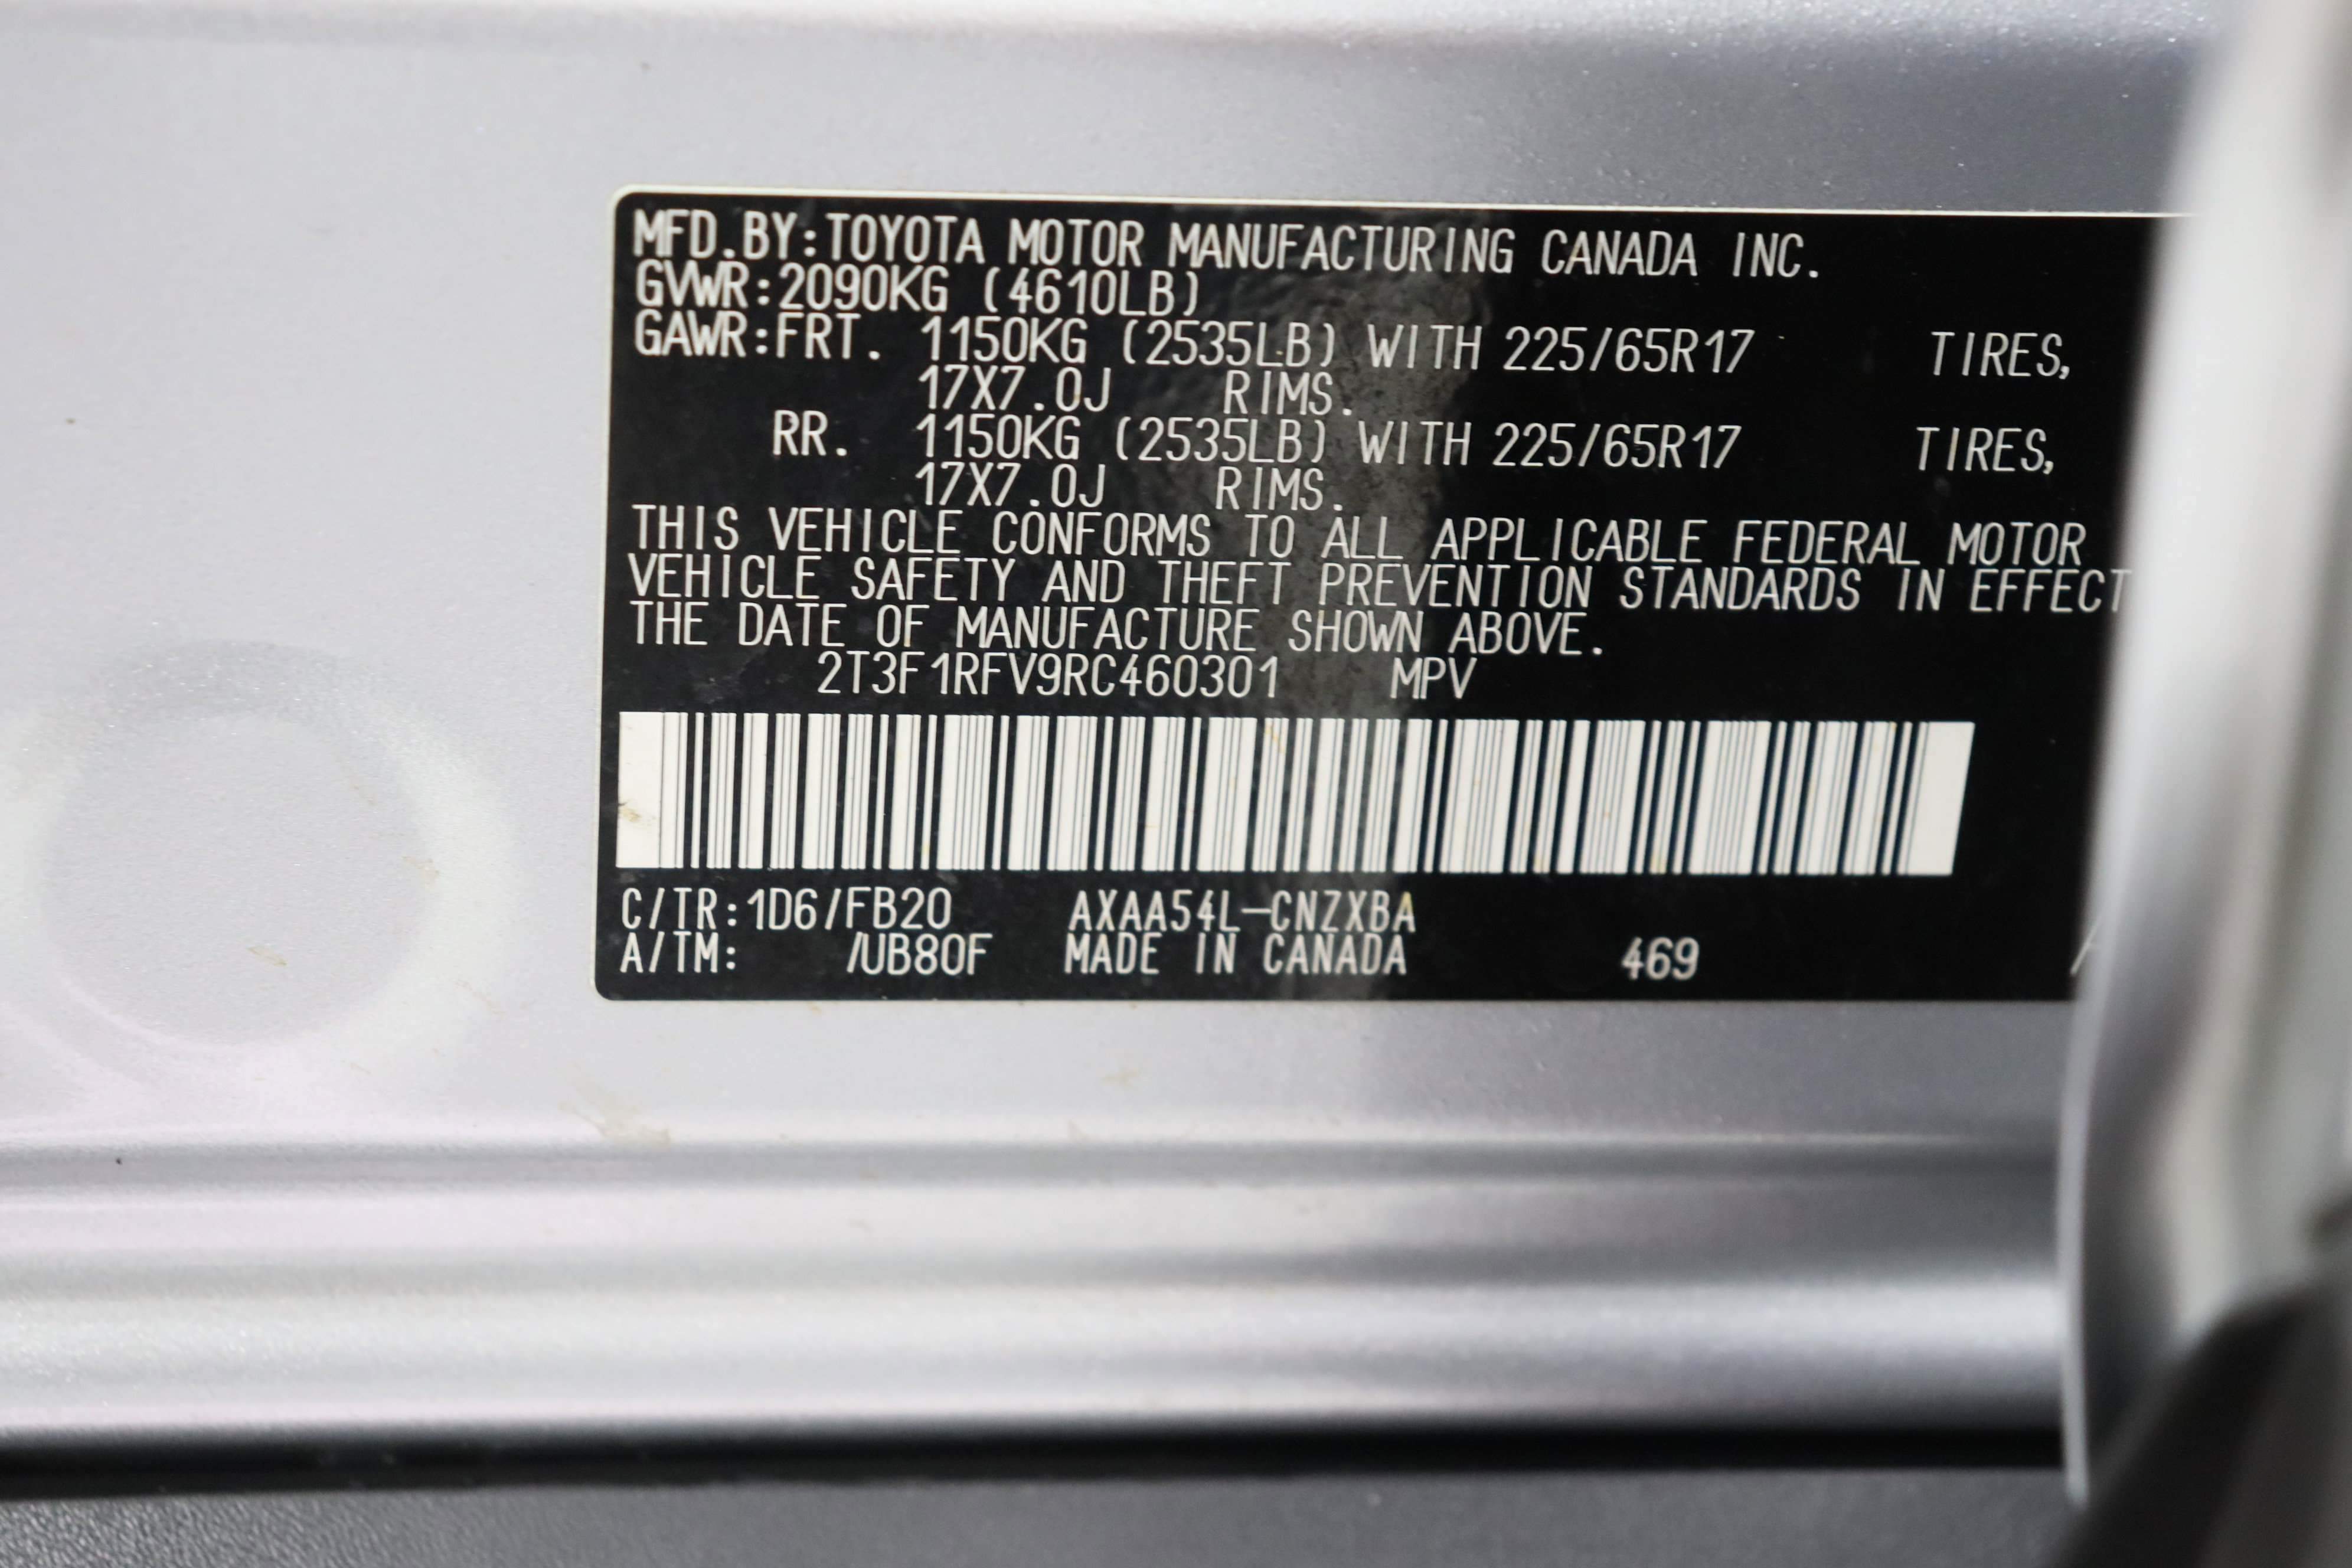 MFD.BY:TOYOTA MOTOR MANUFACTURING CANADA INC.
GVWR:2090KG (4610LB)
GAWR:FRT. 1150KG (2535LB) WITH 225/65R17 TIRES,
17X7.0J RIMS.
RR. 1150KG (2535LB) WITH 225/65R17 TIRES,
17X7.0J RIMS.
THIS VEHICLE CONFORMS TO ALL APPLICABLE FEDERAL MOTOR
VEHICLE SAFETY AND THEFT PREVENTION STANDARDS IN EFFECT
THE DATE OF MANUFACTURE SHOWN ABOVE.
2T3F1RFV9RC460301 MPV
C/TR:1D6/FB20 AXAA54L-CNZXBA
A/TM: /UB80F MADE IN CANADA 469